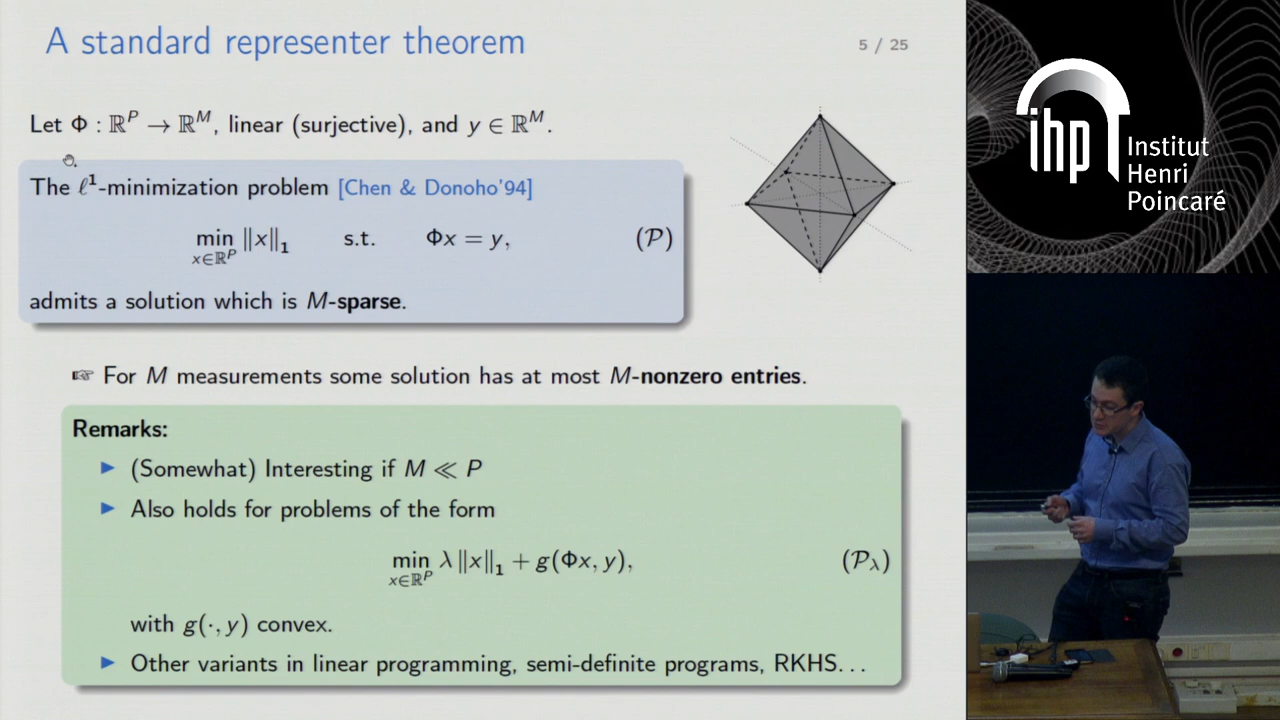 A standard representer theorem
5 / 25
Let Φ : ℝ^P → ℝ^M, linear (surjective), and y ∈ ℝ^M.
The ℓ¹-minimization problem [Chen & Donoho'94]
min_{x∈ℝ^P} ‖x‖₁ s.t. Φx = y, (𝒫)
admits a solution which is M-sparse.
☞ For M measurements some solution has at most M-nonzero entries.
Remarks:
▶ (Somewhat) Interesting if M ≪ P
▶ Also holds for problems of the form
min_{x∈ℝ^P} λ‖x‖₁ + g(Φx, y), (𝒫_λ)
with g(·, y) convex.
▶ Other variants in linear programming, semi-definite programs, RKHS...
ihp
Institut
Henri
Poincaré